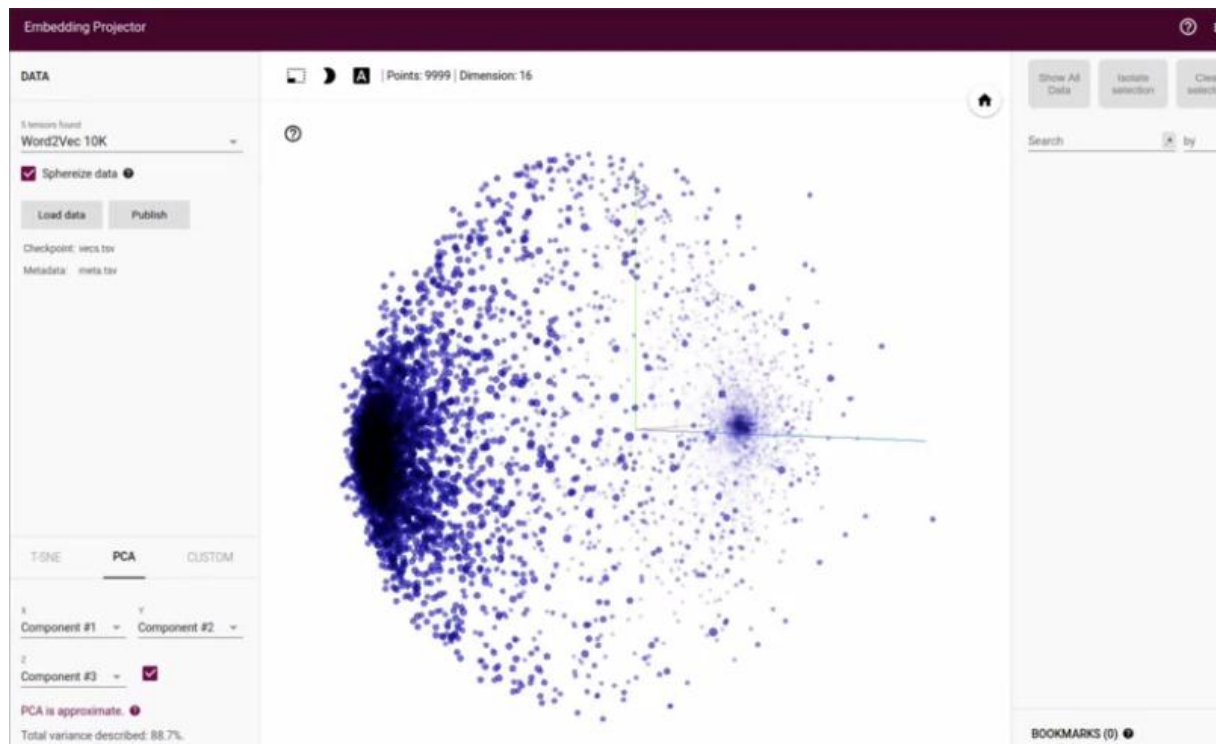 Embedding Projector
DATA
5 tensors found
Word2Vec 10K
Sphereize data
Load data
Publish
Checkpoint: vecs.tsv
Metadata: meta.tsv
T-SNE
PCA
CUSTOM
X
Component #1
Y
Component #2
Z
Component #3
PCA is approximate.
Total variance described: 88.7%.
A
Points: 9999 | Dimension: 16
Show All
Data
Isolate
selection
Search
.*
by
BOOKMARKS (0)